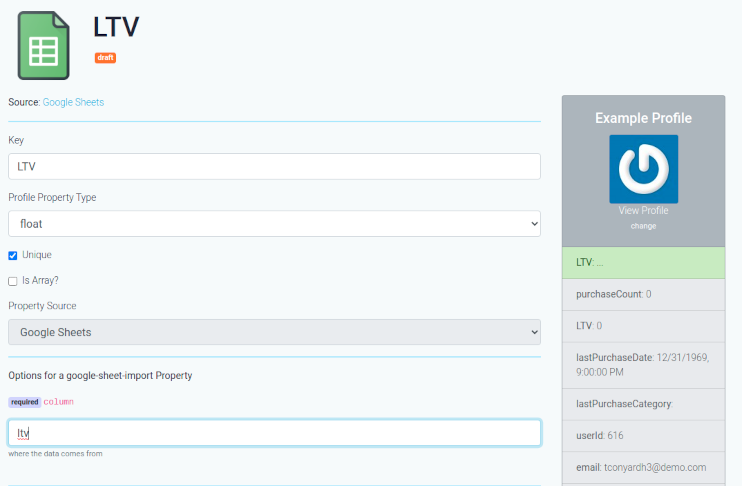 LTV
draft
Source: Google Sheets
Key
LTV
Profile Property Type
float
Unique
Is Array?
Property Source
Google Sheets
Options for a google-sheet-import Property
required column
ltv
where the data comes from
Example Profile
View Profile
change
LTV: ...
purchaseCount: 0
LTV: 0
lastPurchaseDate: 12/31/1969,
9:00:00 PM
lastPurchaseCategory:
userId: 616
email: tconyardh3@demo.com